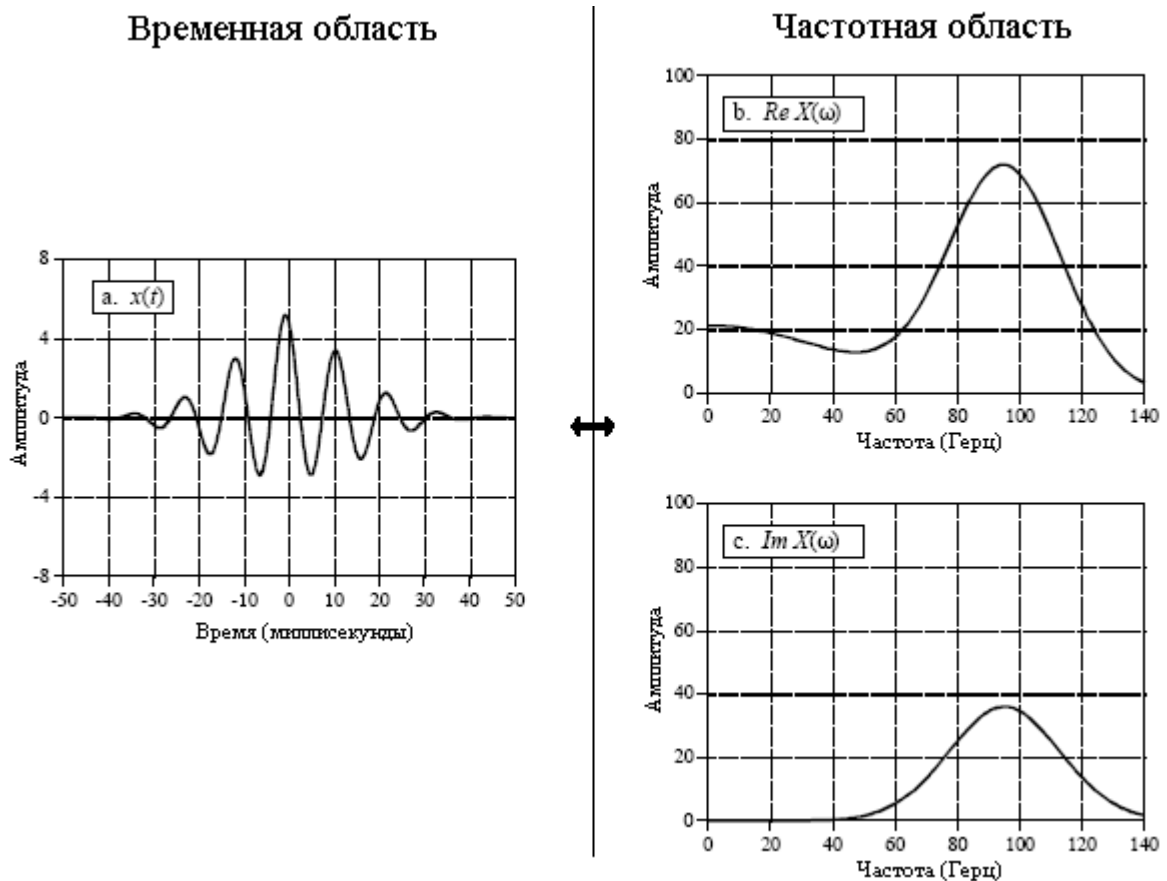 Временная область
Частотная область
a. x(t)
Амплитуда
8
4
0
-4
-8
-50 -40 -30 -20 -10 0 10 20 30 40 50
Время (миллисекунды)
b. Re X(ω)
Амплитуда
100
80
60
40
20
0
0 20 40 60 80 100 120 140
Частота (Герц)
c. Im X(ω)
Амплитуда
100
80
60
40
20
0
0 20 40 60 80 100 120 140
Частота (Герц)